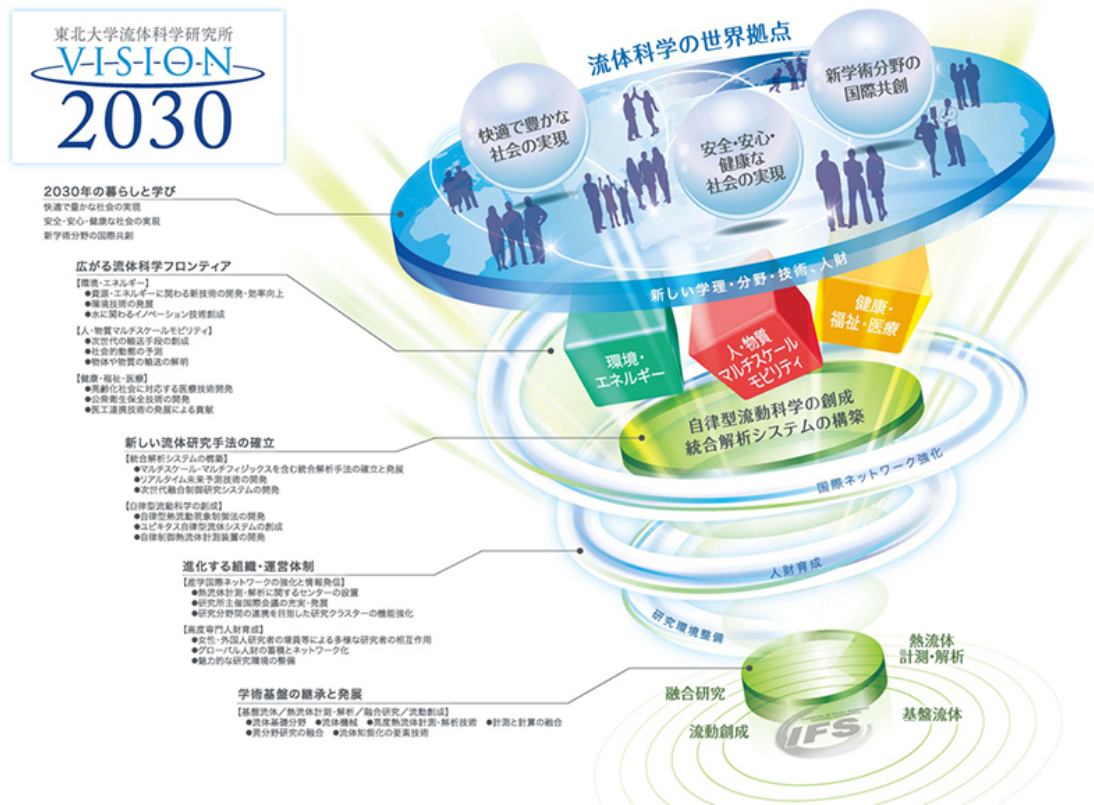 東北大学流体科学研究所
VISION
2030
2030年の暮らしと学び
快適で豊かな社会の実現
安全・安心・健康な社会の実現
新学術分野の国際共創
広がる流体科学フロンティア
【環境・エネルギー】
●資源・エネルギーに関わる新技術の開発・効率向上
●環境技術の発展
●水に関わるイノベーション技術創成
【人・物質マルチスケールモビリティ】
●次世代の輸送手段の創成
●社会的動態の予測
●物体や物質の輸送の解明
【健康・福祉・医療】
●高齢化社会に対応する医療技術開発
●公衆衛生保全技術の開発
●医工連携技術の発展による貢献
新しい流体研究手法の確立
【統合解析システムの構築】
●マルチスケール・マルチフィジックスを含む統合解析手法の確立と発展
●リアルタイム未来予測技術の開発
●次世代融合制御研究システムの開発
【自律型流動科学の創成】
●自律型熱流動現象制御法の開発
●ユビキタス自律型流体システムの創成
●自律制御熱流体計測装置の開発
進化する組織・運営体制
【産学国際ネットワークの強化と情報発信】
●熱流体計測・解析に関するセンターの設置
●研究所主催国際会議の充実・発展
●研究分野間の連携を目指した研究クラスターの機能強化
【高度専門人財育成】
●女性・外国人研究者の増員等による多様な研究者の相互作用
●グローバル人財の蓄積とネットワーク化
●魅力的な研究環境の整備
学術基盤の継承と発展
【基盤流体／熱流体計測・解析／融合研究／流動創成】
●流体基礎分野 ●流体機械 ●高度熱流体計測・解析技術 ●計測と計算の融合
●異分野研究の融合 ●流体知能化の要素技術
流体科学の世界拠点
快適で豊かな
社会の実現
安全・安心・
健康な
社会の実現
新学術分野の
国際共創
新しい学理・分野・技術、人財
環境・
エネルギー
人・物質
マルチスケール
モビリティ
健康・
福祉・医療
自律型流動科学の創成
統合解析システムの構築
国際ネットワーク強化
人財育成
研究環境整備
熱流体
計測・解析
融合研究
基盤流体
流動創成
IFS